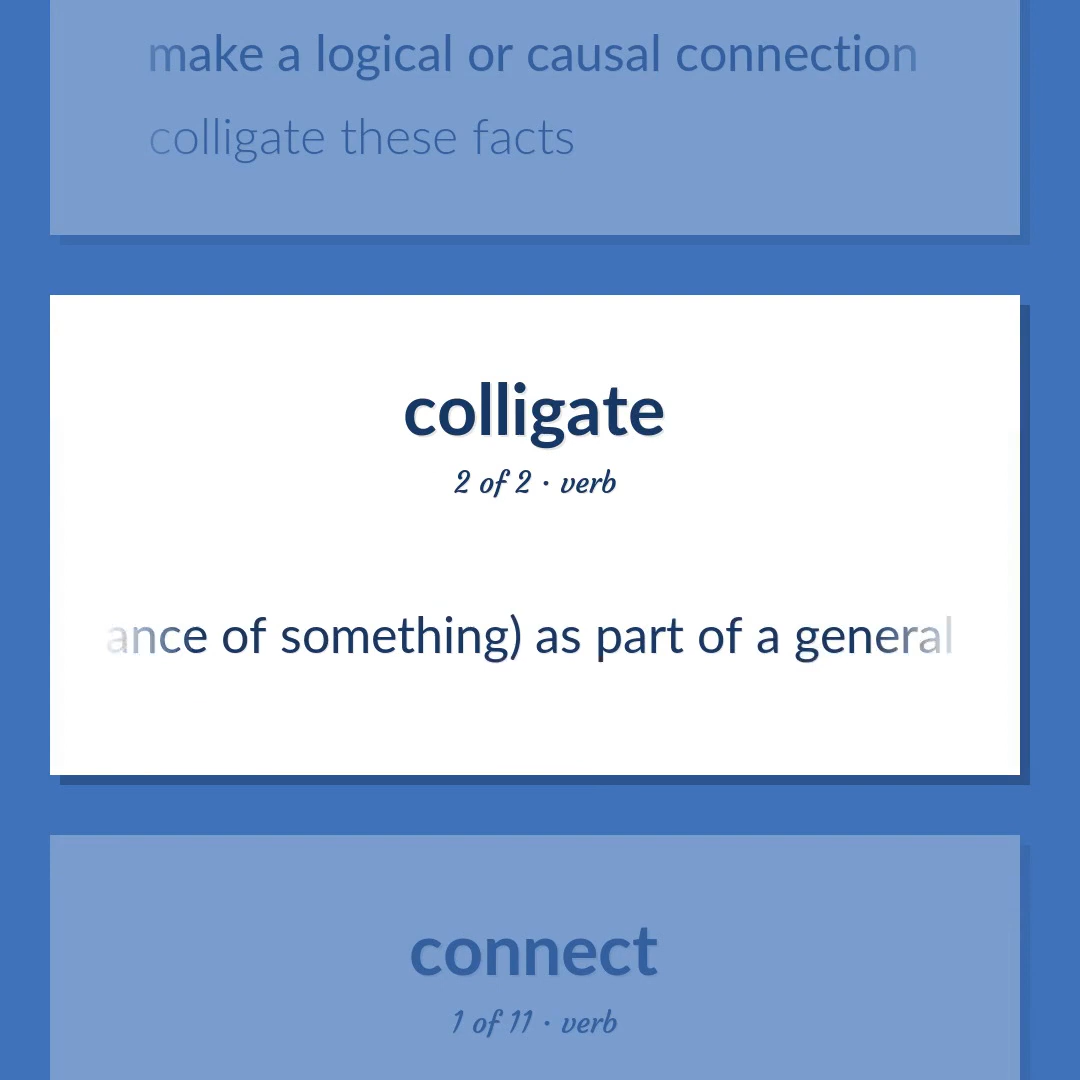 make a logical or causal connection
colligate these facts
colligate
2 of 2 · verb
ance of something) as part of a general
connect
1 of 11 · verb